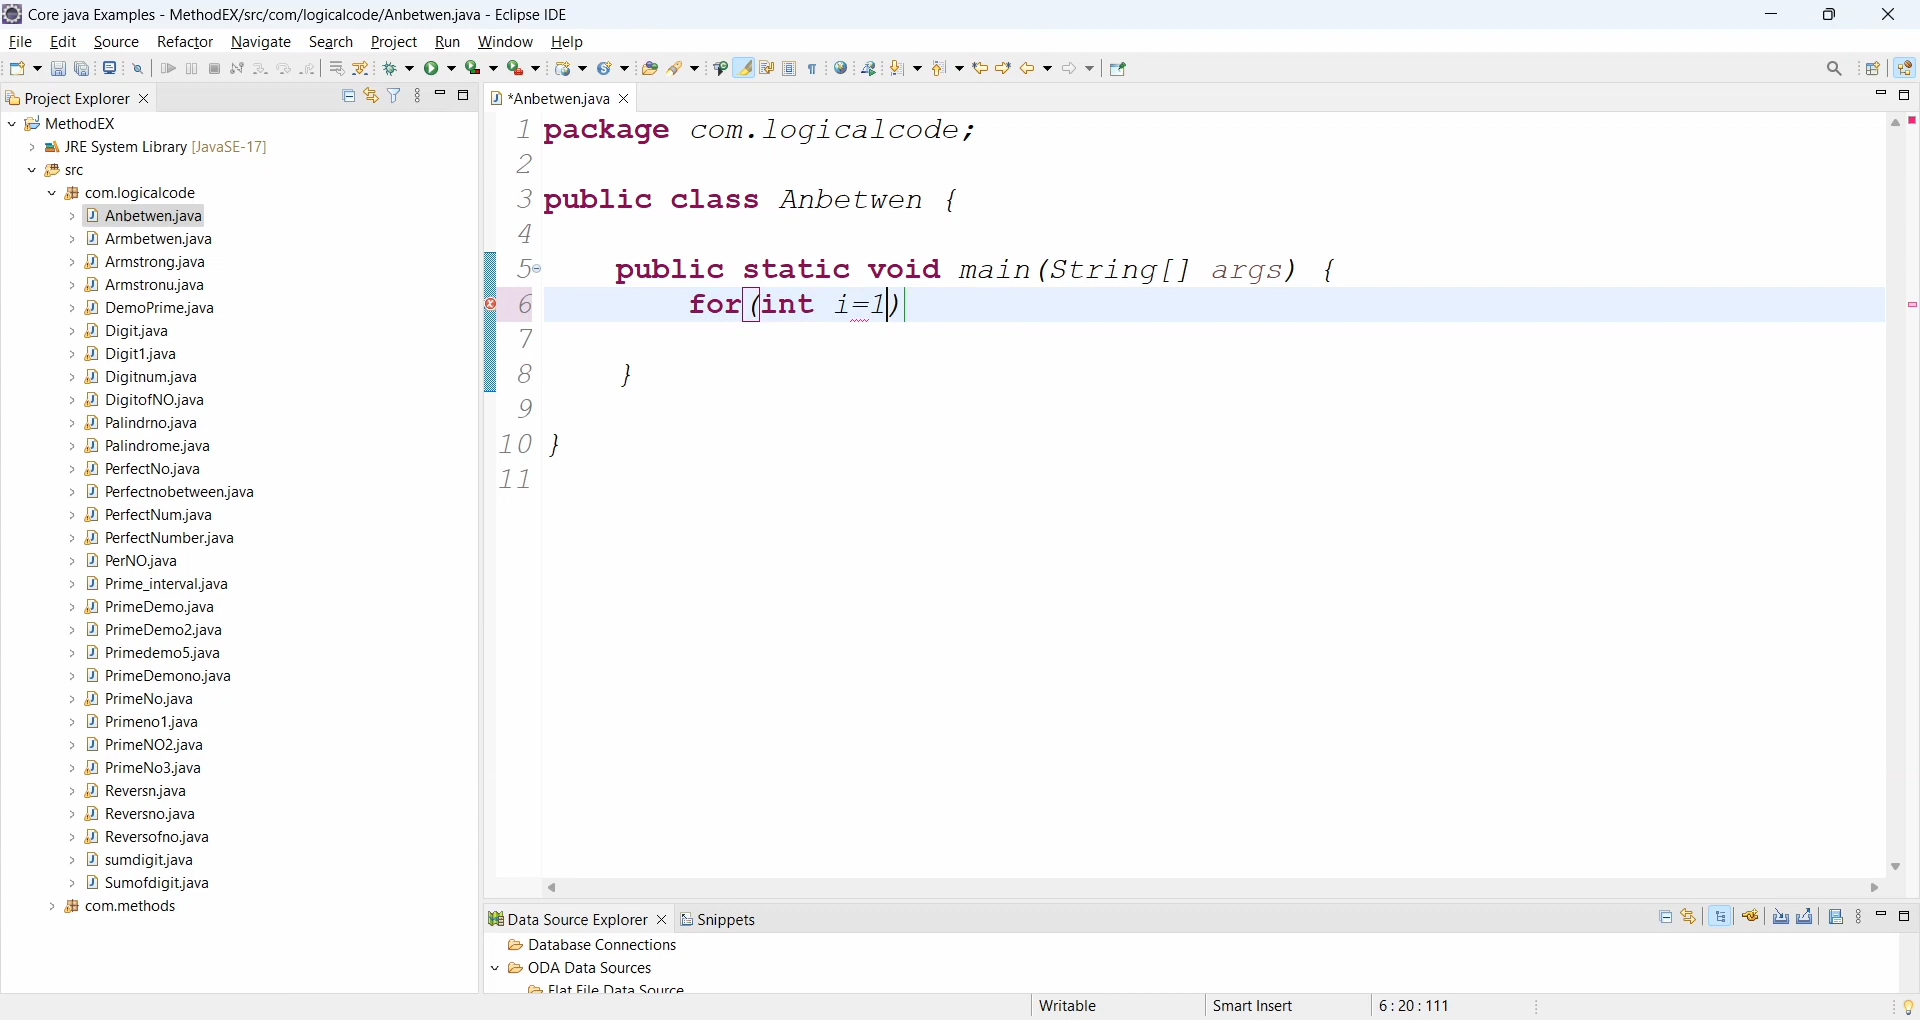 Core java Examples - MethodEX/src/com/logicalcode/Anbetwen.java - Eclipse IDE
File Edit Source Refactor Navigate Search Project Run Window Help
Project Explorer
MethodEX
JRE System Library [JavaSE-17]
src
com.logicalcode
Anbetwen.java
Armbetwen.java
Armstrong.java
Armstronu.java
DemoPrime.java
Digit.java
Digit1.java
Digitnum.java
DigitofNO.java
Palindrno.java
Palindrome.java
PerfectNo.java
Perfectnobetween.java
PerfectNum.java
PerfectNumber.java
PerNO.java
Prime_interval.java
PrimeDemo.java
PrimeDemo2.java
Primedemo5.java
PrimeDemono.java
PrimeNo.java
Primeno1.java
PrimeNO2.java
PrimeNo3.java
Reversn.java
Reversno.java
Reversofno.java
sumdigit.java
Sumofdigit.java
com.methods
*Anbetwen.java
1 package com.logicalcode;
2
3 public class Anbetwen {
4
5 public static void main(String[] args) {
6 for(int i=1)
7
8 }
9
10 }
11
Data Source Explorer Snippets
Database Connections
ODA Data Sources
Flat File Data Source
Writable Smart Insert 6 : 20 : 111